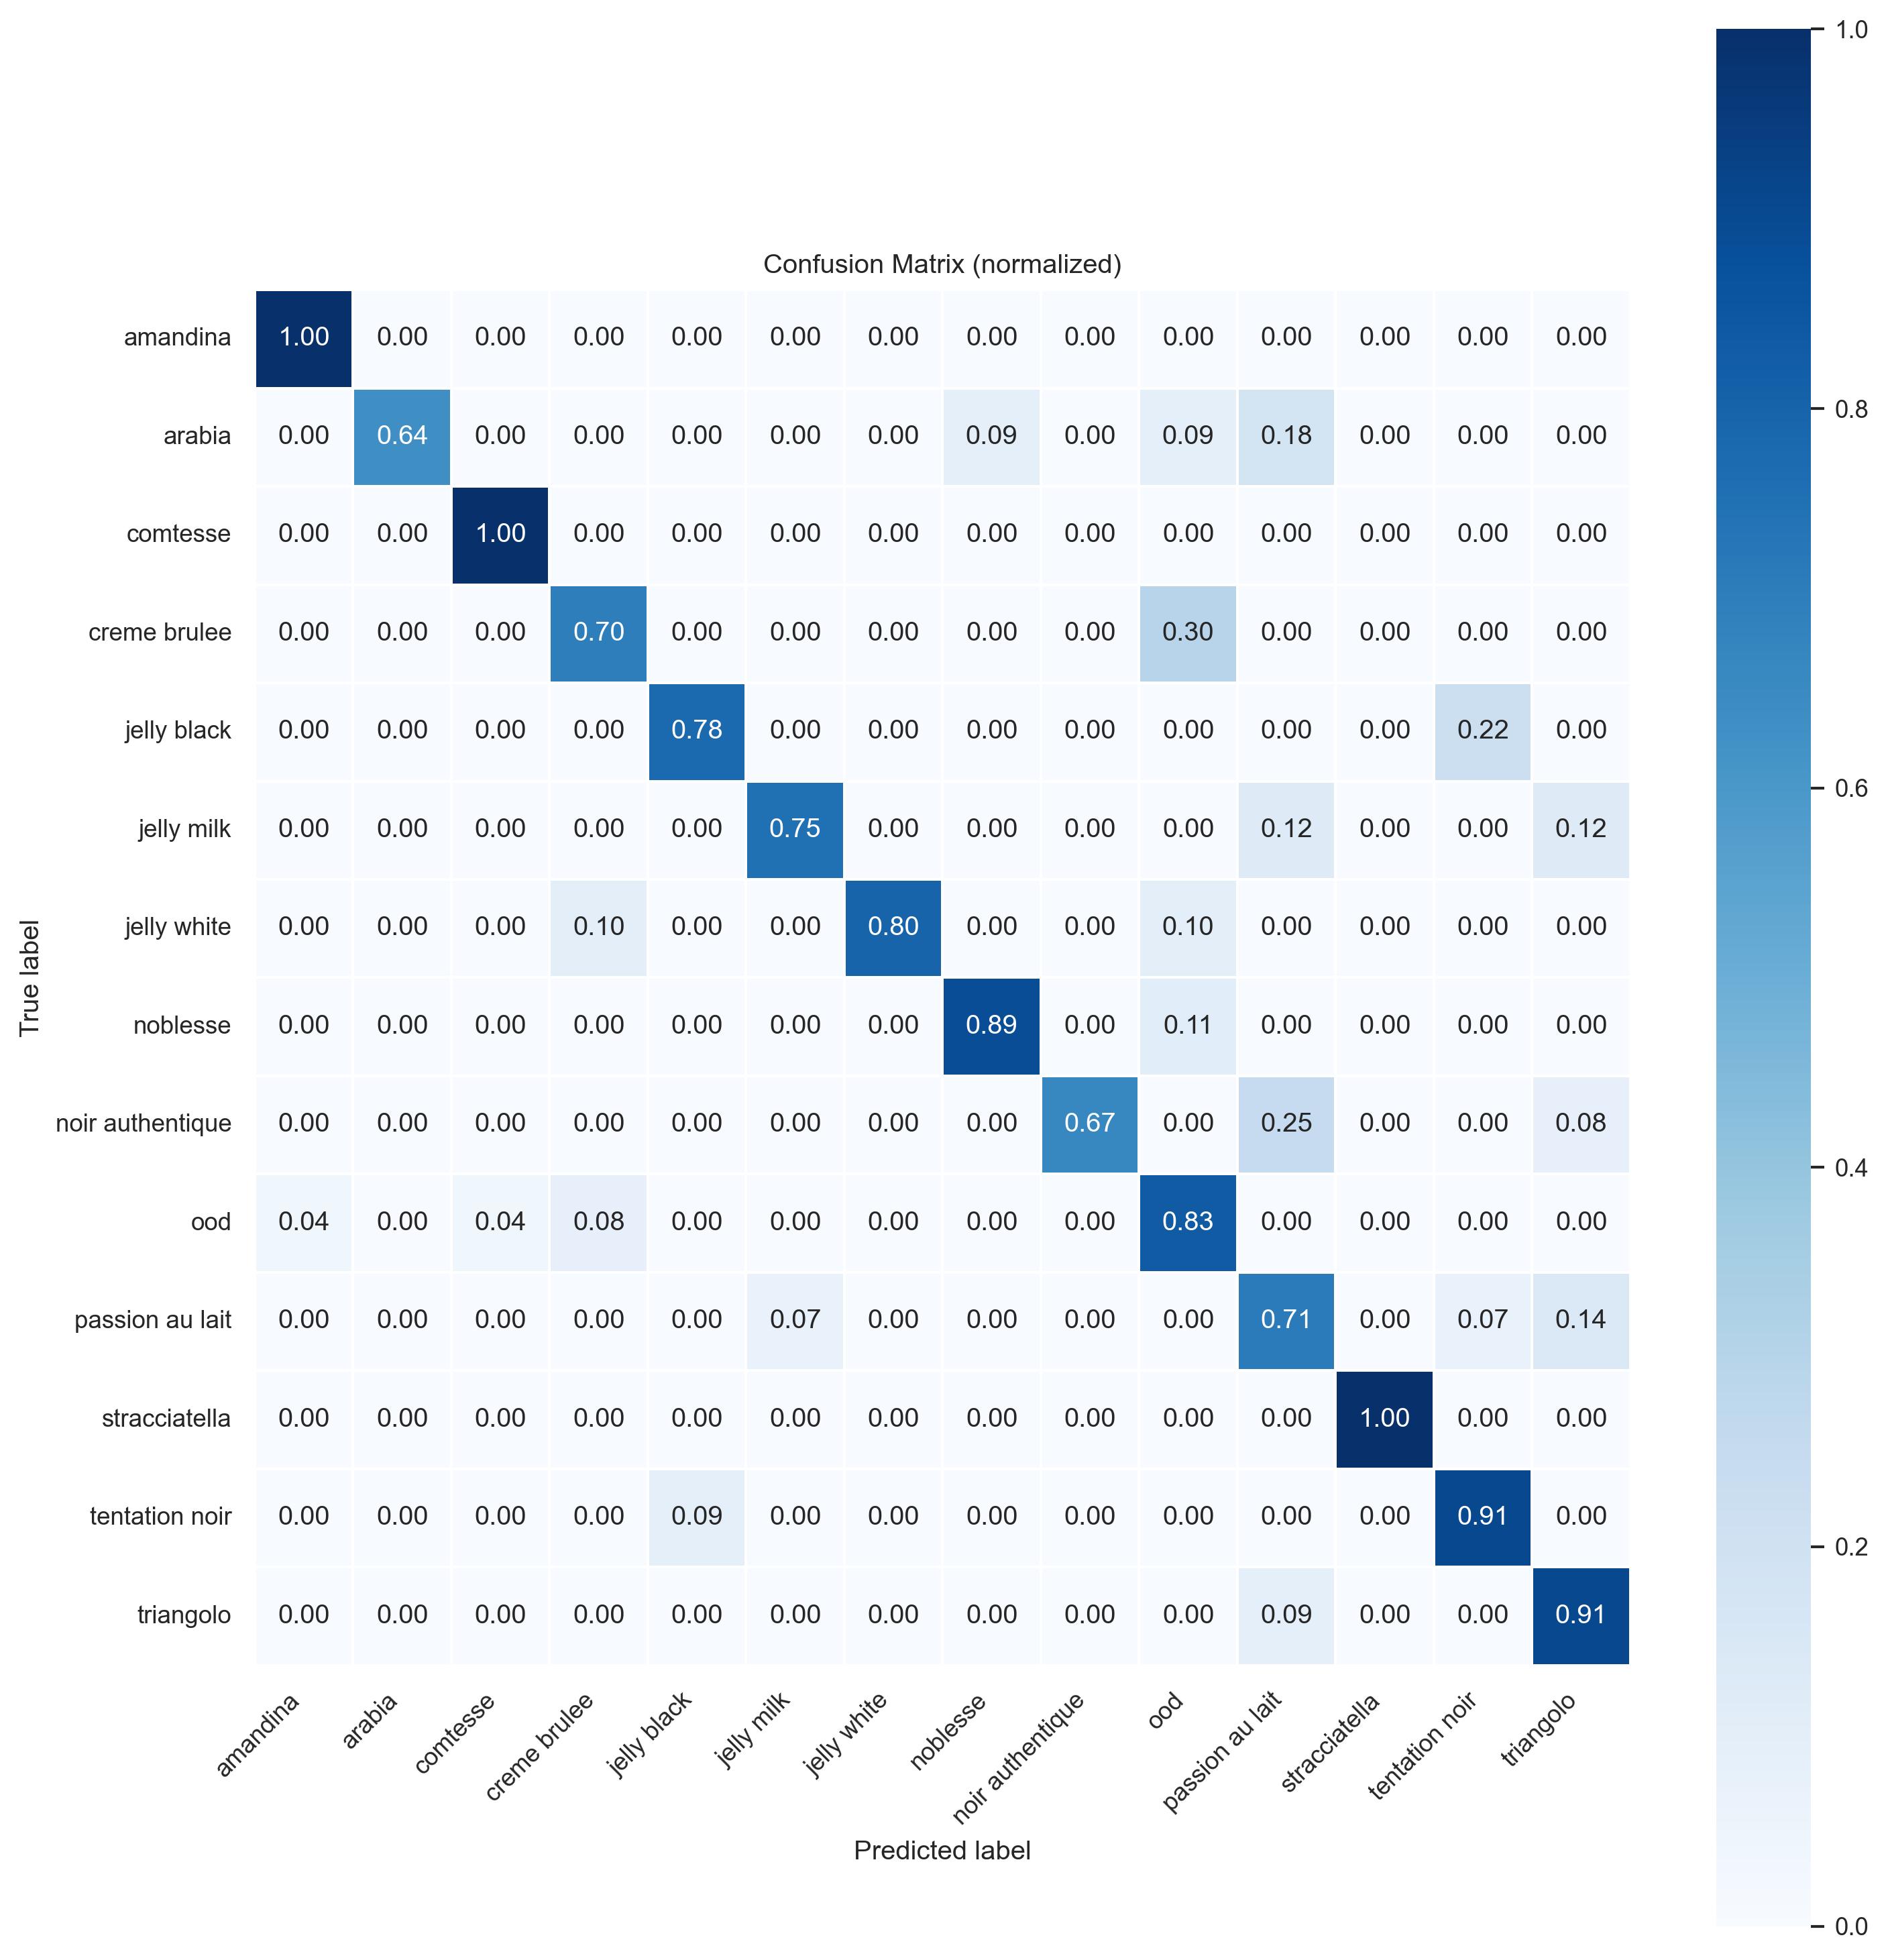 Confusion Matrix (normalized)
amandina 1.00 0.00 0.00 0.00 0.00 0.00 0.00 0.00 0.00 0.00 0.00 0.00 0.00 0.00
arabia 0.00 0.64 0.00 0.00 0.00 0.00 0.00 0.09 0.00 0.09 0.18 0.00 0.00 0.00
comtesse 0.00 0.00 1.00 0.00 0.00 0.00 0.00 0.00 0.00 0.00 0.00 0.00 0.00 0.00
creme brulee 0.00 0.00 0.00 0.70 0.00 0.00 0.00 0.00 0.00 0.30 0.00 0.00 0.00 0.00
jelly black 0.00 0.00 0.00 0.00 0.78 0.00 0.00 0.00 0.00 0.00 0.00 0.00 0.22 0.00
jelly milk 0.00 0.00 0.00 0.00 0.00 0.75 0.00 0.00 0.00 0.00 0.12 0.00 0.00 0.12
jelly white 0.00 0.00 0.00 0.10 0.00 0.00 0.80 0.00 0.00 0.10 0.00 0.00 0.00 0.00
noblesse 0.00 0.00 0.00 0.00 0.00 0.00 0.00 0.89 0.00 0.11 0.00 0.00 0.00 0.00
noir authentique 0.00 0.00 0.00 0.00 0.00 0.00 0.00 0.00 0.67 0.00 0.25 0.00 0.00 0.08
ood 0.04 0.00 0.04 0.08 0.00 0.00 0.00 0.00 0.00 0.83 0.00 0.00 0.00 0.00
passion au lait 0.00 0.00 0.00 0.00 0.00 0.07 0.00 0.00 0.00 0.00 0.71 0.00 0.07 0.14
stracciatella 0.00 0.00 0.00 0.00 0.00 0.00 0.00 0.00 0.00 0.00 0.00 1.00 0.00 0.00
tentation noir 0.00 0.00 0.00 0.00 0.09 0.00 0.00 0.00 0.00 0.00 0.00 0.00 0.91 0.00
triangolo 0.00 0.00 0.00 0.00 0.00 0.00 0.00 0.00 0.00 0.00 0.09 0.00 0.00 0.91
True label
amandina
arabia
comtesse
creme brulee
jelly black
jelly milk
jelly white
noblesse
noir authentique
ood
passion au lait
stracciatella
tentation noir
triangolo
Predicted label
1.0
0.8
0.6
0.4
0.2
0.0